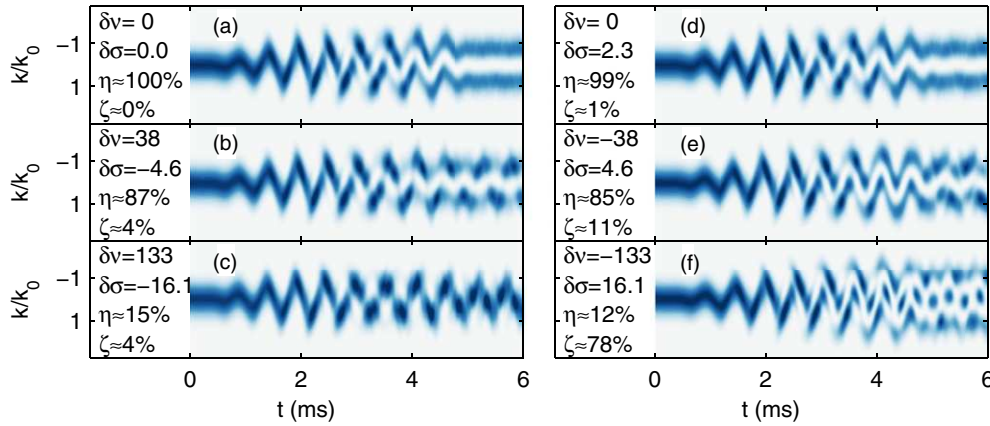 (a)
δν= 0
δσ=0.0
η≈100%
ζ≈0%
k/k0
−1
1
(b)
δν=38
δσ=−4.6
η≈87%
ζ≈4%
k/k0
−1
1
(c)
δν=133
δσ=−16.1
η≈15%
ζ≈4%
k/k0
−1
1
0 2 4 6
t (ms)
(d)
δν= 0
δσ=2.3
η≈99%
ζ≈1%
(e)
δν=−38
δσ=4.6
η≈85%
ζ≈11%
(f)
δν=−133
δσ=16.1
η≈12%
ζ≈78%
0 2 4 6
t (ms)